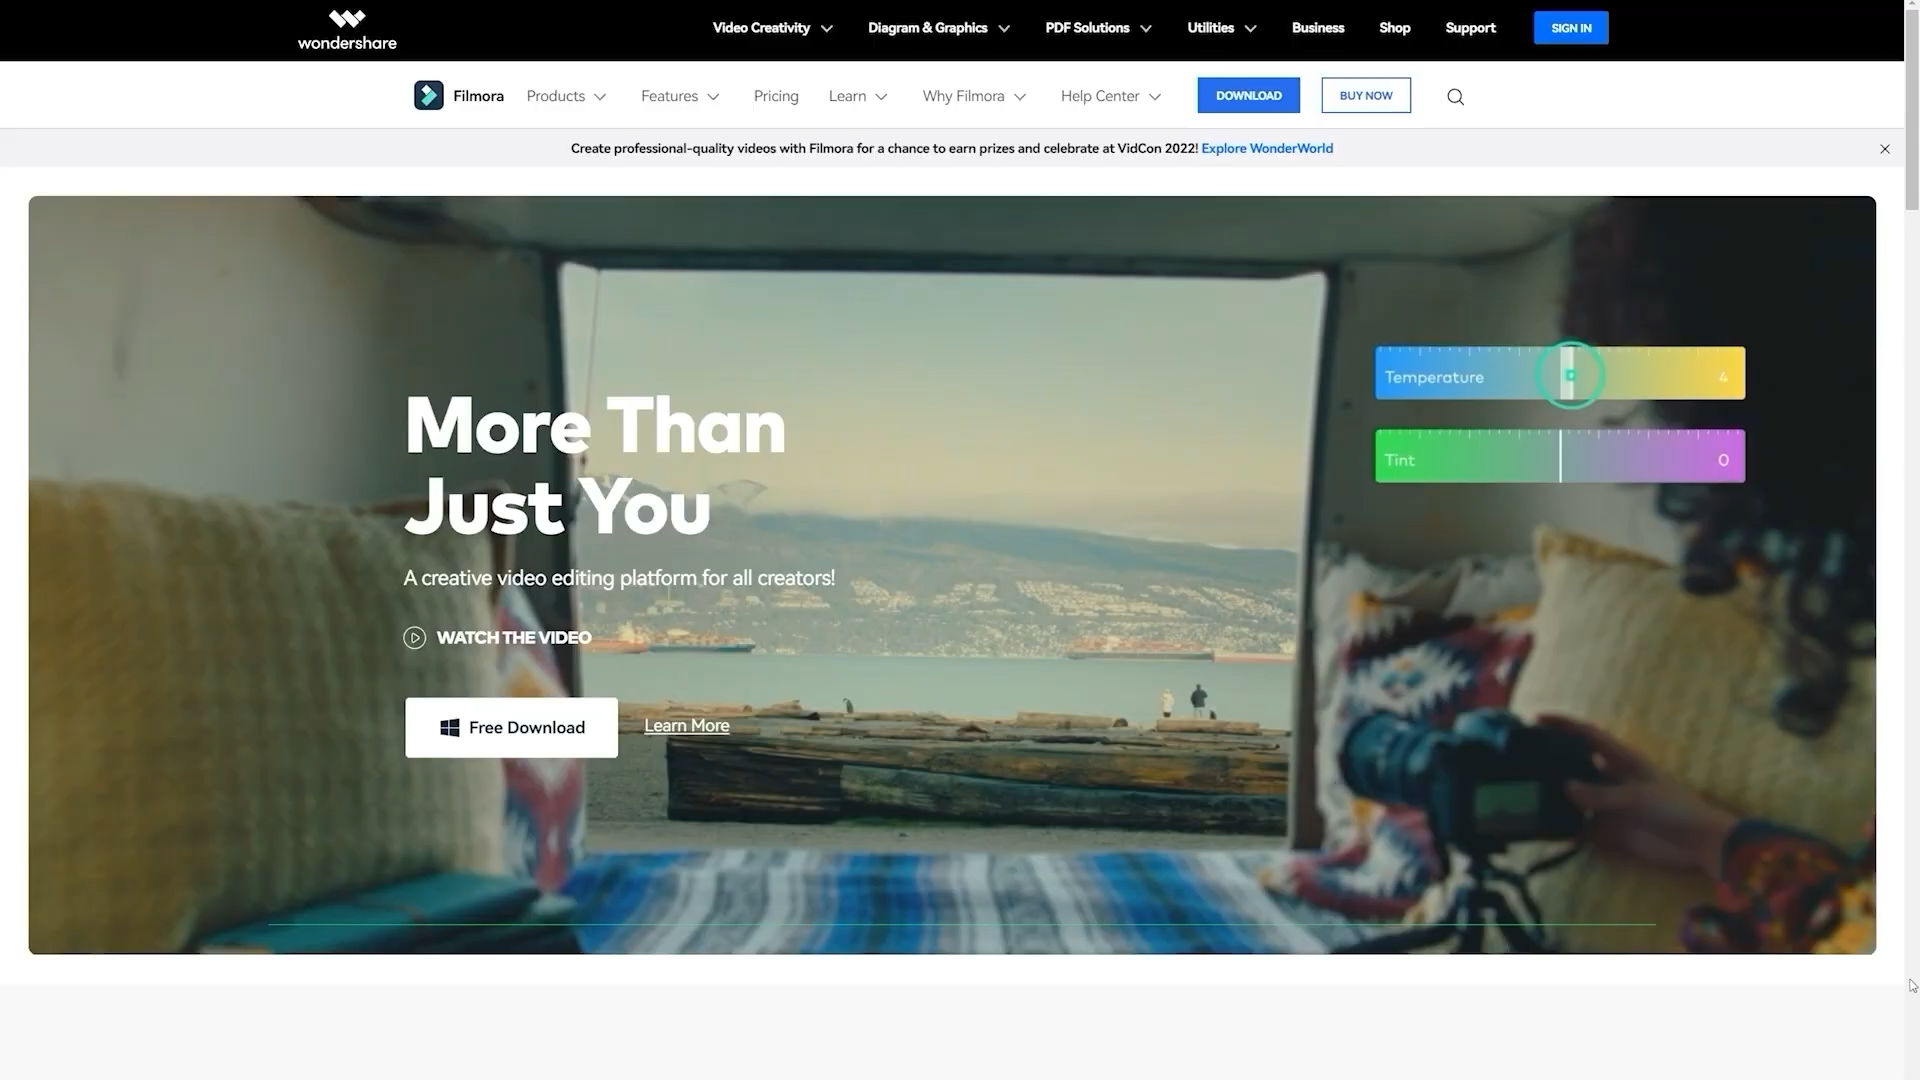 wondershare
Video Creativity
Diagram & Graphics
PDF Solutions
Utilities
Business
Shop
Support
SIGN IN
Filmora
Products
Features
Pricing
Learn
Why Filmora
Help Center
DOWNLOAD
BUY NOW
Create professional-quality videos with Filmora for a chance to earn prizes and celebrate at VidCon 2022! Explore WonderWorld
Temperature 4
Tint 0
More Than
Just You
A creative video editing platform for all creators!
WATCH THE VIDEO
Free Download
Learn More